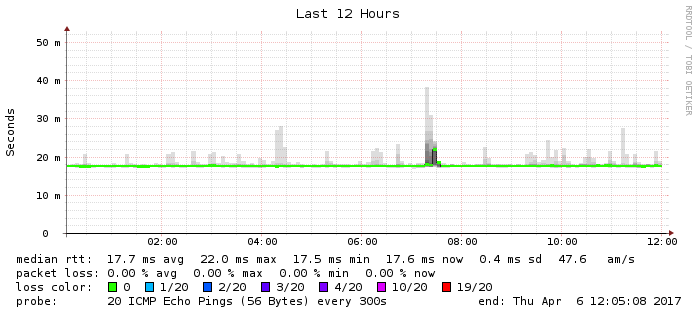 Last 12 Hours
RRDTOOL / TOBI OETIKER
Seconds
50 m
40 m
30 m
20 m
10 m
0
02:00 04:00 06:00 08:00 10:00 12:00
median rtt: 17.7 ms avg 22.0 ms max 17.5 ms min 17.6 ms now 0.4 ms sd 47.6 am/s
packet loss: 0.00 % avg 0.00 % max 0.00 % min 0.00 % now
loss color: 0 1/20 2/20 3/20 4/20 10/20 19/20
probe: 20 ICMP Echo Pings (56 Bytes) every 300s end: Thu Apr 6 12:05:08 2017